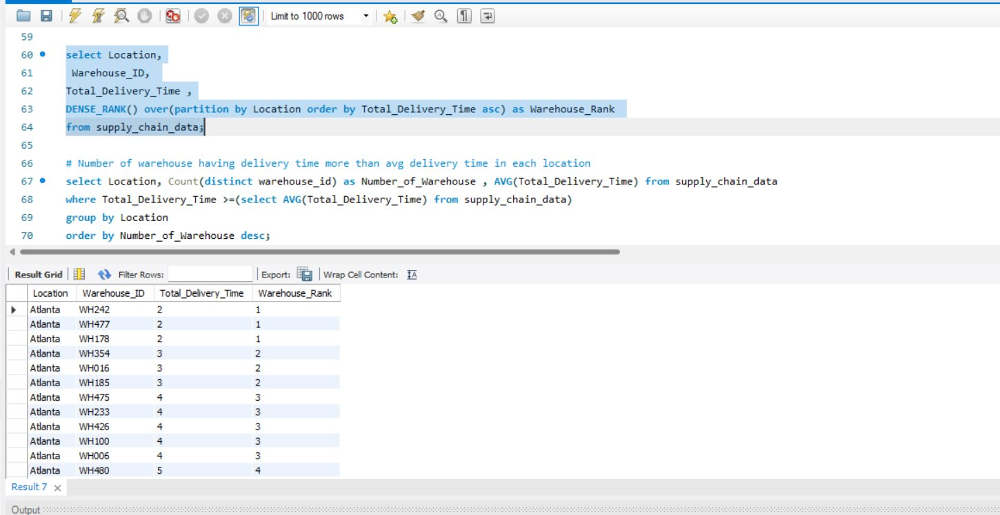 Limit to 1000 rows
59
60 select Location,
61 Warehouse_ID,
62 Total_Delivery_Time ,
63 DENSE_RANK() over(partition by Location order by Total_Delivery_Time asc) as Warehouse_Rank
64 from supply_chain_data;
65
66 # Number of warehouse having delivery time more than avg delivery time in each location
67 select Location, Count(distinct warehouse_id) as Number_of_Warehouse , AVG(Total_Delivery_Time) from supply_chain_data
68 where Total_Delivery_Time >=(select AVG(Total_Delivery_Time) from supply_chain_data)
69 group by Location
70 order by Number_of_Warehouse desc;
Result Grid Filter Rows: Export: Wrap Cell Content: IA
Location Warehouse_ID Total_Delivery_Time Warehouse_Rank
Atlanta WH242 2 1
Atlanta WH477 2 1
Atlanta WH178 2 1
Atlanta WH354 3 2
Atlanta WH016 3 2
Atlanta WH185 3 2
Atlanta WH475 4 3
Atlanta WH233 4 3
Atlanta WH426 4 3
Atlanta WH100 4 3
Atlanta WH006 4 3
Atlanta WH480 5 4
Result 7 ×
Output